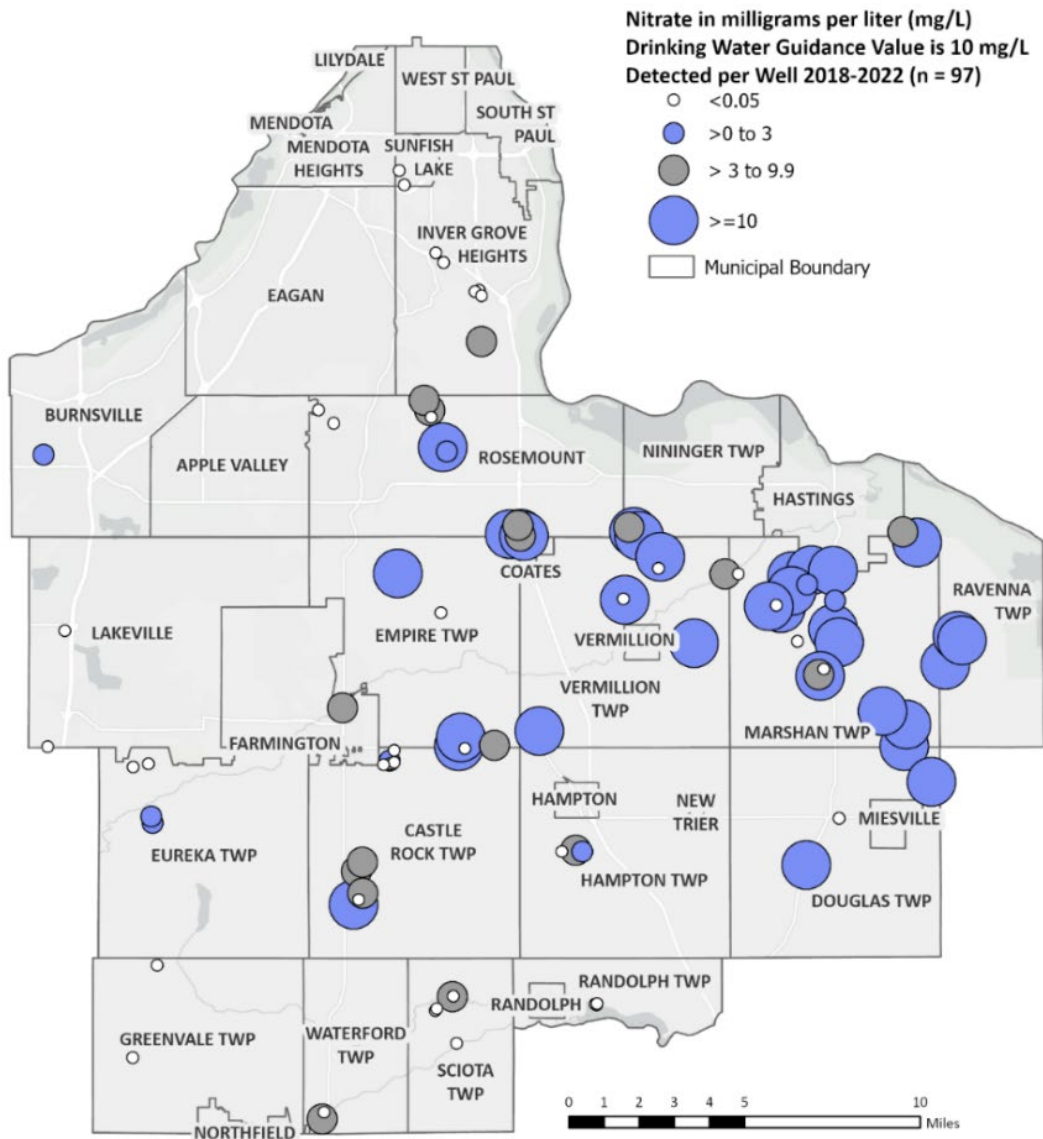 Nitrate in milligrams per liter (mg/L)
Drinking Water Guidance Value is 10 mg/L
Detected per Well 2018-2022 (n = 97)
<0.05
>0 to 3
> 3 to 9.9
>=10
Municipal Boundary
LILYDALE
WEST ST PAUL
SOUTH ST
PAUL
MENDOTA
MENDOTA
HEIGHTS
SUNFISH
LAKE
INVER GROVE
HEIGHTS
EAGAN
BURNSVILLE
APPLE VALLEY
ROSEMOUNT
NININGER TWP
HASTINGS
COATES
RAVENNA
TWP
LAKEVILLE
EMPIRE TWP
VERMILLION
VERMILLION
TWP
MARSHAN TWP
FARMINGTON
HAMPTON
NEW
TRIER
MIESVILLE
EUREKA TWP
CASTLE
ROCK TWP
HAMPTON TWP
DOUGLAS TWP
RANDOLPH TWP
RANDOLPH
GREENVALE TWP
WATERFORD
TWP
SCIOTA
TWP
NORTHFIELD
0 1 2 3 4 5 10
Miles